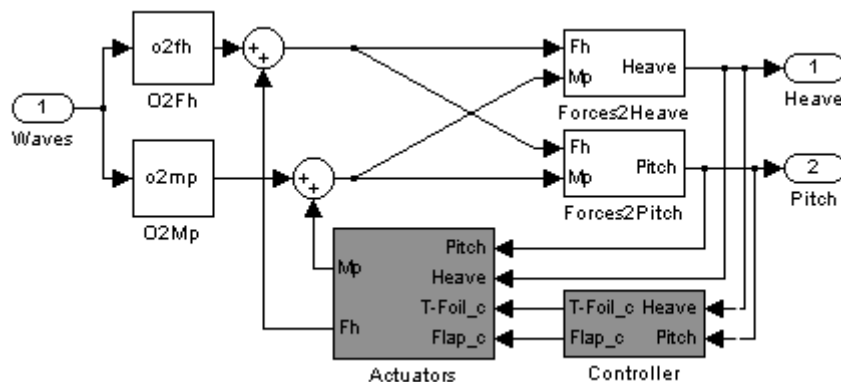 o2fh
+
+
Fh
Mp
Heave
1
Heave
1
Waves
O2Fh
Forces2Heave
o2mp
+
+
Fh
Mp
Pitch
2
Pitch
O2Mp
Forces2Pitch
Mp
Fh
Pitch
Heave
T-Foil_c
Flap_c
T-Foil_c
Flap_c
Heave
Pitch
Actuators
Controller